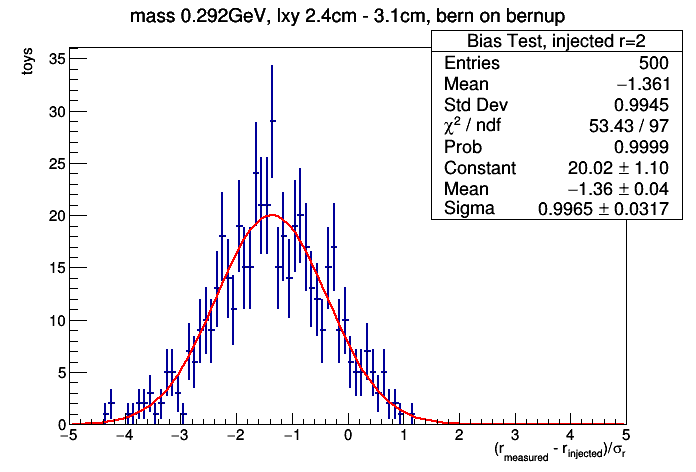 mass 0.292GeV, lxy 2.4cm - 3.1cm, bern on bernup
Bias Test, injected r=2
Entries 500
Mean −1.361
Std Dev 0.9945
χ² / ndf 53.43 / 97
Prob 0.9999
Constant 20.02 ± 1.10
Mean −1.36 ± 0.04
Sigma 0.9965 ± 0.0317
toys
35
30
25
20
15
10
5
0
−5 −4 −3 −2 −1 0 1 2 3 4 5
(r_measured - r_injected)/σ_r